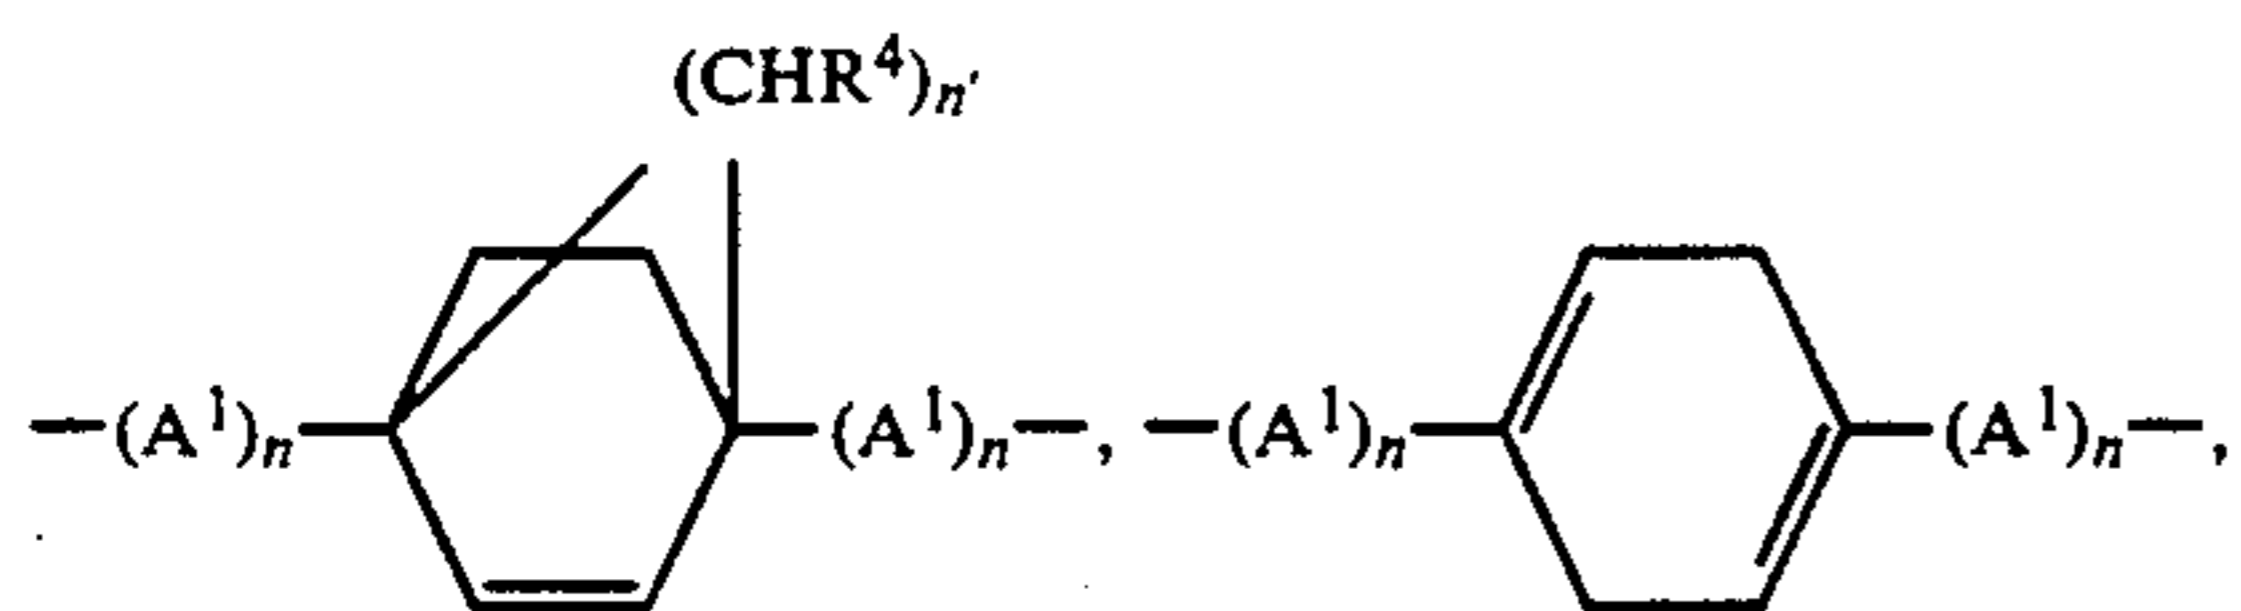 (CHR⁴)n'
—(A¹)n (A¹)n—, —(A¹)n (A¹)n—,